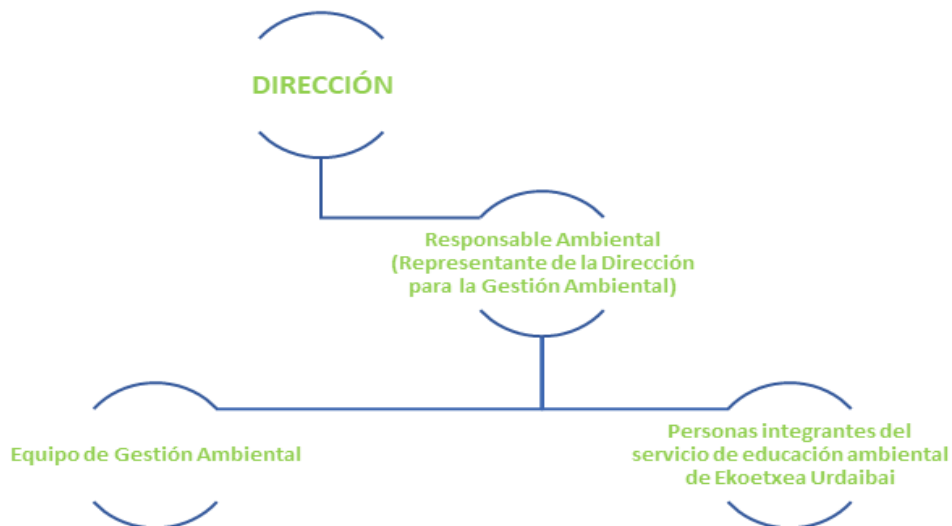 DIRECCIÓN
Responsable Ambiental
(Representante de la Dirección
para la Gestión Ambiental)
Equipo de Gestión Ambiental
Personas integrantes del
servicio de educación ambiental
de Ekoetxea Urdaibai